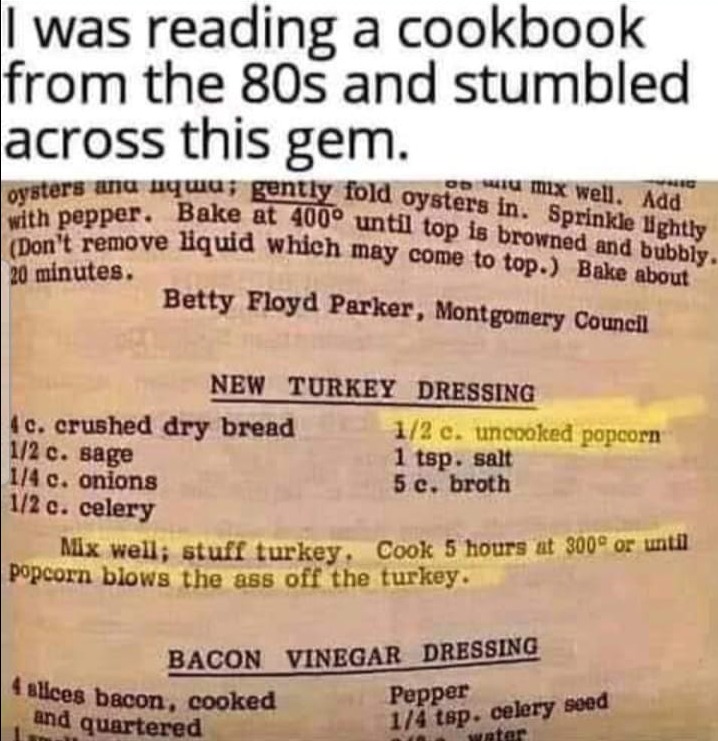 I was reading a cookbook
from the 80s and stumbled
across this gem.
mix well. Add
oysters and liquid; gently fold oysters in. Sprinkle lightly
with pepper. Bake at 400° until top is browned and bubbly.
(Don't remove liquid which may come to top.) Bake about
20 minutes.
Betty Floyd Parker, Montgomery Council
NEW TURKEY DRESSING
4 c. crushed dry bread
1/2 c. sage
1/4 c. onions
1/2 c. celery
1/2 c. uncooked popcorn
1 tsp. salt
5 c. broth
Mix well; stuff turkey. Cook 5 hours at 300° or until
popcorn blows the ass off the turkey.
BACON VINEGAR DRESSING
4 slices bacon, cooked
and quartered
Pepper
1/4 tsp. celery seed
water